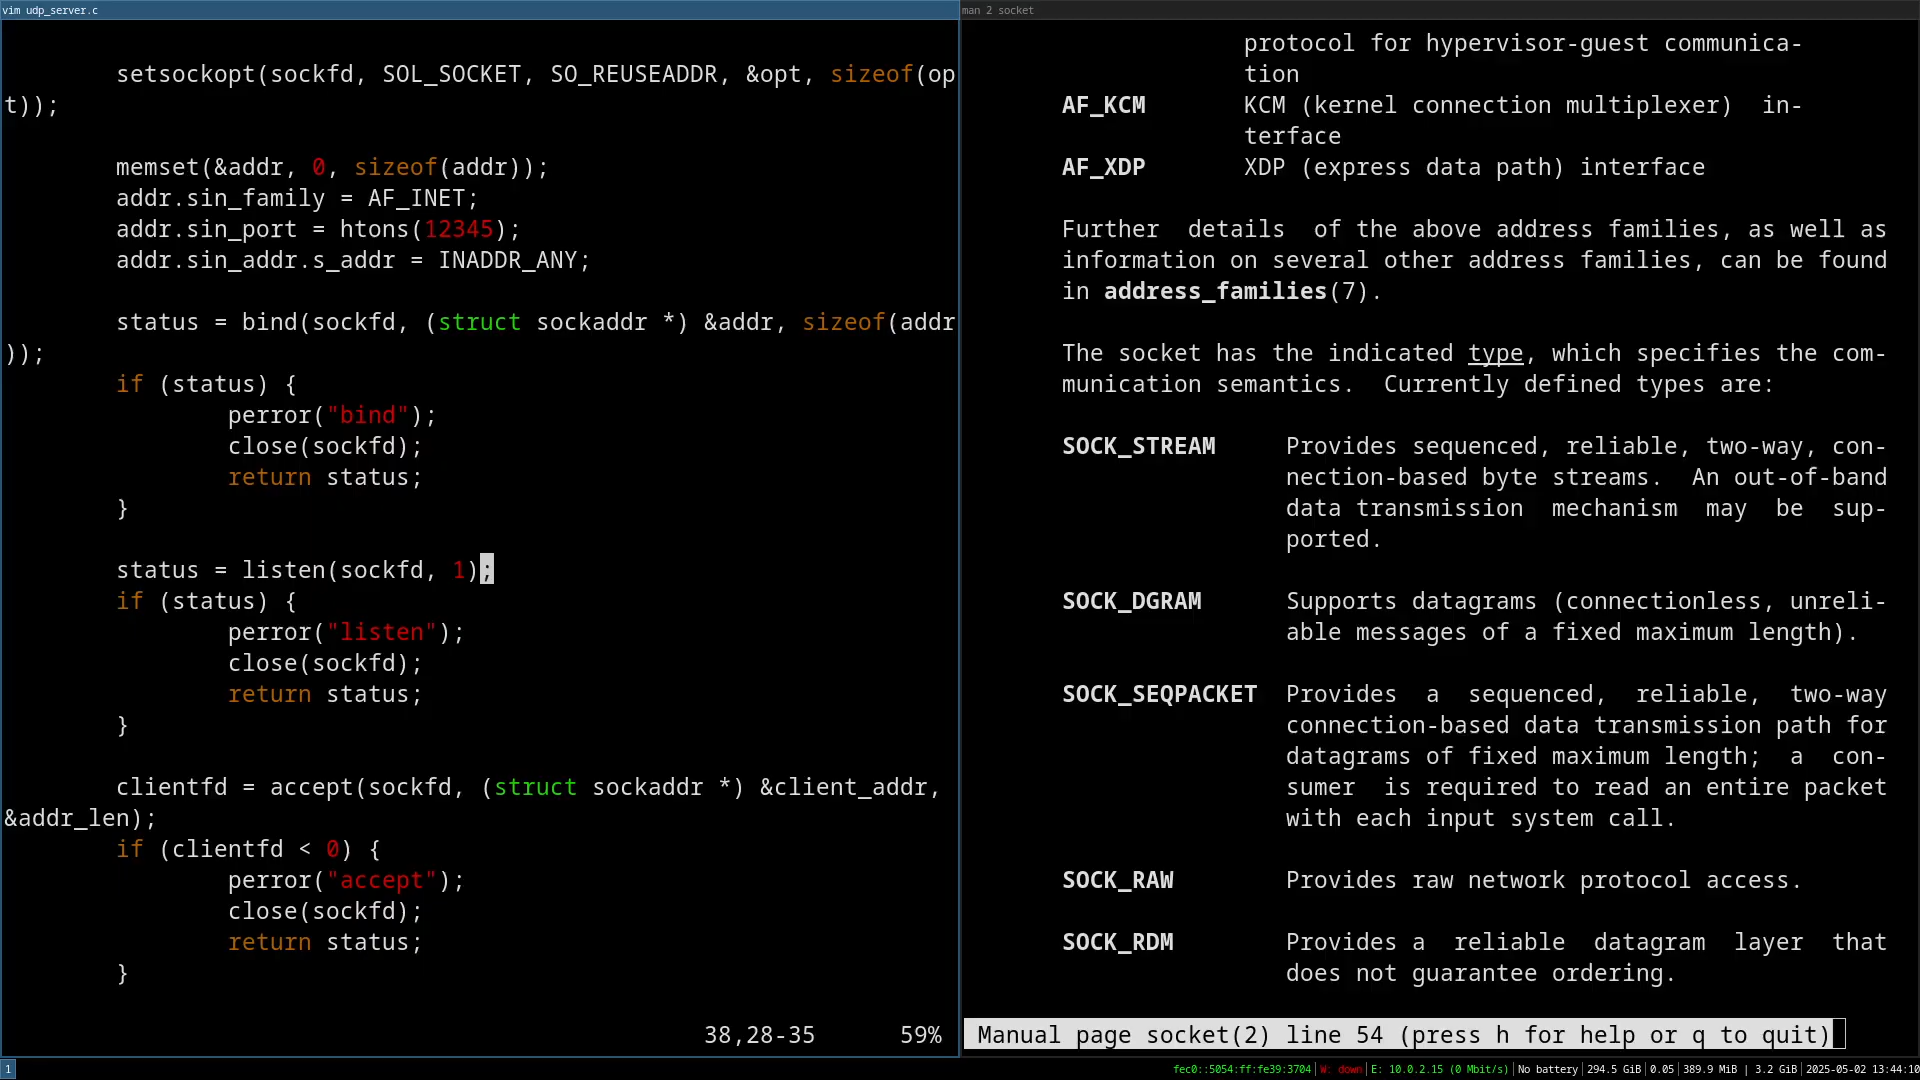 vim udp_server.c
setsockopt(sockfd, SOL_SOCKET, SO_REUSEADDR, &opt, sizeof(op
t));
memset(&addr, 0, sizeof(addr));
addr.sin_family = AF_INET;
addr.sin_port = htons(12345);
addr.sin_addr.s_addr = INADDR_ANY;
status = bind(sockfd, (struct sockaddr *) &addr, sizeof(addr
));
if (status) {
perror("bind");
close(sockfd);
return status;
}
status = listen(sockfd, 1);
if (status) {
perror("listen");
close(sockfd);
return status;
}
clientfd = accept(sockfd, (struct sockaddr *) &client_addr,
&addr_len);
if (clientfd < 0) {
perror("accept");
close(sockfd);
return status;
}
38,28-35 59%
man 2 socket
protocol for hypervisor-guest communica-
tion
AF_KCM KCM (kernel connection multiplexer) in-
terface
AF_XDP XDP (express data path) interface
Further details of the above address families, as well as
information on several other address families, can be found
in address_families(7).
The socket has the indicated type, which specifies the com-
munication semantics. Currently defined types are:
SOCK_STREAM Provides sequenced, reliable, two-way, con-
nection-based byte streams. An out-of-band
data transmission mechanism may be sup-
ported.
SOCK_DGRAM Supports datagrams (connectionless, unreli-
able messages of a fixed maximum length).
SOCK_SEQPACKET Provides a sequenced, reliable, two-way
connection-based data transmission path for
datagrams of fixed maximum length; a con-
sumer is required to read an entire packet
with each input system call.
SOCK_RAW Provides raw network protocol access.
SOCK_RDM Provides a reliable datagram layer that
does not guarantee ordering.
Manual page socket(2) line 54 (press h for help or q to quit)
1
fec0::5054:ff:fe39:3704 | W: down | E: 10.0.2.15 (0 Mbit/s) | No battery | 294.5 GiB | 0.05 | 389.9 MiB | 3.2 GiB | 2025-05-02 13:44:10